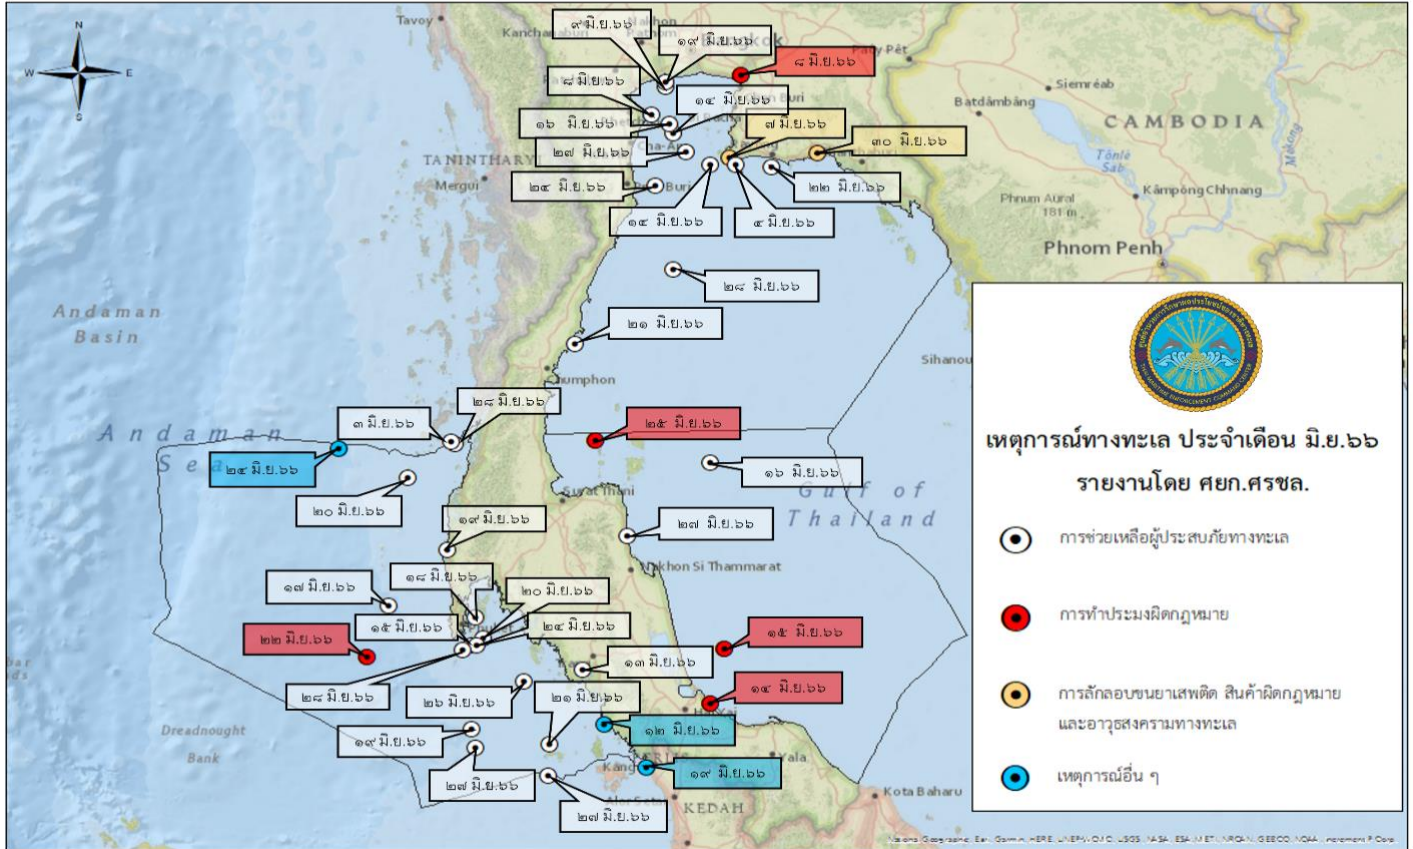 N
W
E
S
Tavoy
Kanchanaburi
๙ มิ.ย.๖๖
๑๙ มิ.ย.๖๖
๘ มิ.ย.๖๖
๘ มิ.ย.๖๖
๑๔ มิ.ย.๖๖
Siemréab
Batdâmbâng
CAMBODIA
Mekong
๑๖ มิ.ย.๖๖
๗ มิ.ย.๖๖
๓๐ มิ.ย.๖๖
๒๗ มิ.ย.๖๖
TANINTHARYI
Tônlé
Sab
Mergui
๒๔ มิ.ย.๖๖
Buri
๒๒ มิ.ย.๖๖
Kâmpóng Chhnang
Phnum Aural
181 m
๑๔ มิ.ย.๖๖
๕ มิ.ย.๖๖
Phnom Penh
๒๘ มิ.ย.๖๖
Andaman
Basin
๒๑ มิ.ย.๖๖
Sihanou
Chumphon
๓ มิ.ย.๖๖
๒๘ มิ.ย.๖๖
Andaman
Sea
๒๕ มิ.ย.๖๖
๒๔ มิ.ย.๖๖
๑๖ มิ.ย.๖๖
๒๐ มิ.ย.๖๖
Surat Thani
Gulf of
Thailand
๑๙ มิ.ย.๖๖
๒๗ มิ.ย.๖๖
Nakhon Si Thammarat
๑๘ มิ.ย.๖๖
๑๗ มิ.ย.๖๖
๒๐ มิ.ย.๖๖
๑๕ มิ.ย.๖๖
๒๔ มิ.ย.๖๖
๒๒ มิ.ย.๖๖
๑๕ มิ.ย.๖๖
๑๓ มิ.ย.๖๖
๒๘ มิ.ย.๖๖
๒๖ มิ.ย.๖๖
๒๑ มิ.ย.๖๖
๑๔ มิ.ย.๖๖
Dreadnought
Bank
๑๙ มิ.ย.๖๖
๑๒ มิ.ย.๖๖
Yala
๒๗ มิ.ย.๖๖
๑๙ มิ.ย.๖๖
๒๗ มิ.ย.๖๖
KEDAH
Kota Baharu
เหตุการณ์ทางทะเล ประจำเดือน มิ.ย.๖๖
รายงานโดย ศยก.ศรชล.
การช่วยเหลือผู้ประสบภัยทางทะเล
การทำประมงผิดกฎหมาย
การลักลอบขนยาเสพติด สินค้าผิดกฎหมาย
และอาวุธสงครามทางทะเล
เหตุการณ์อื่น ๆ